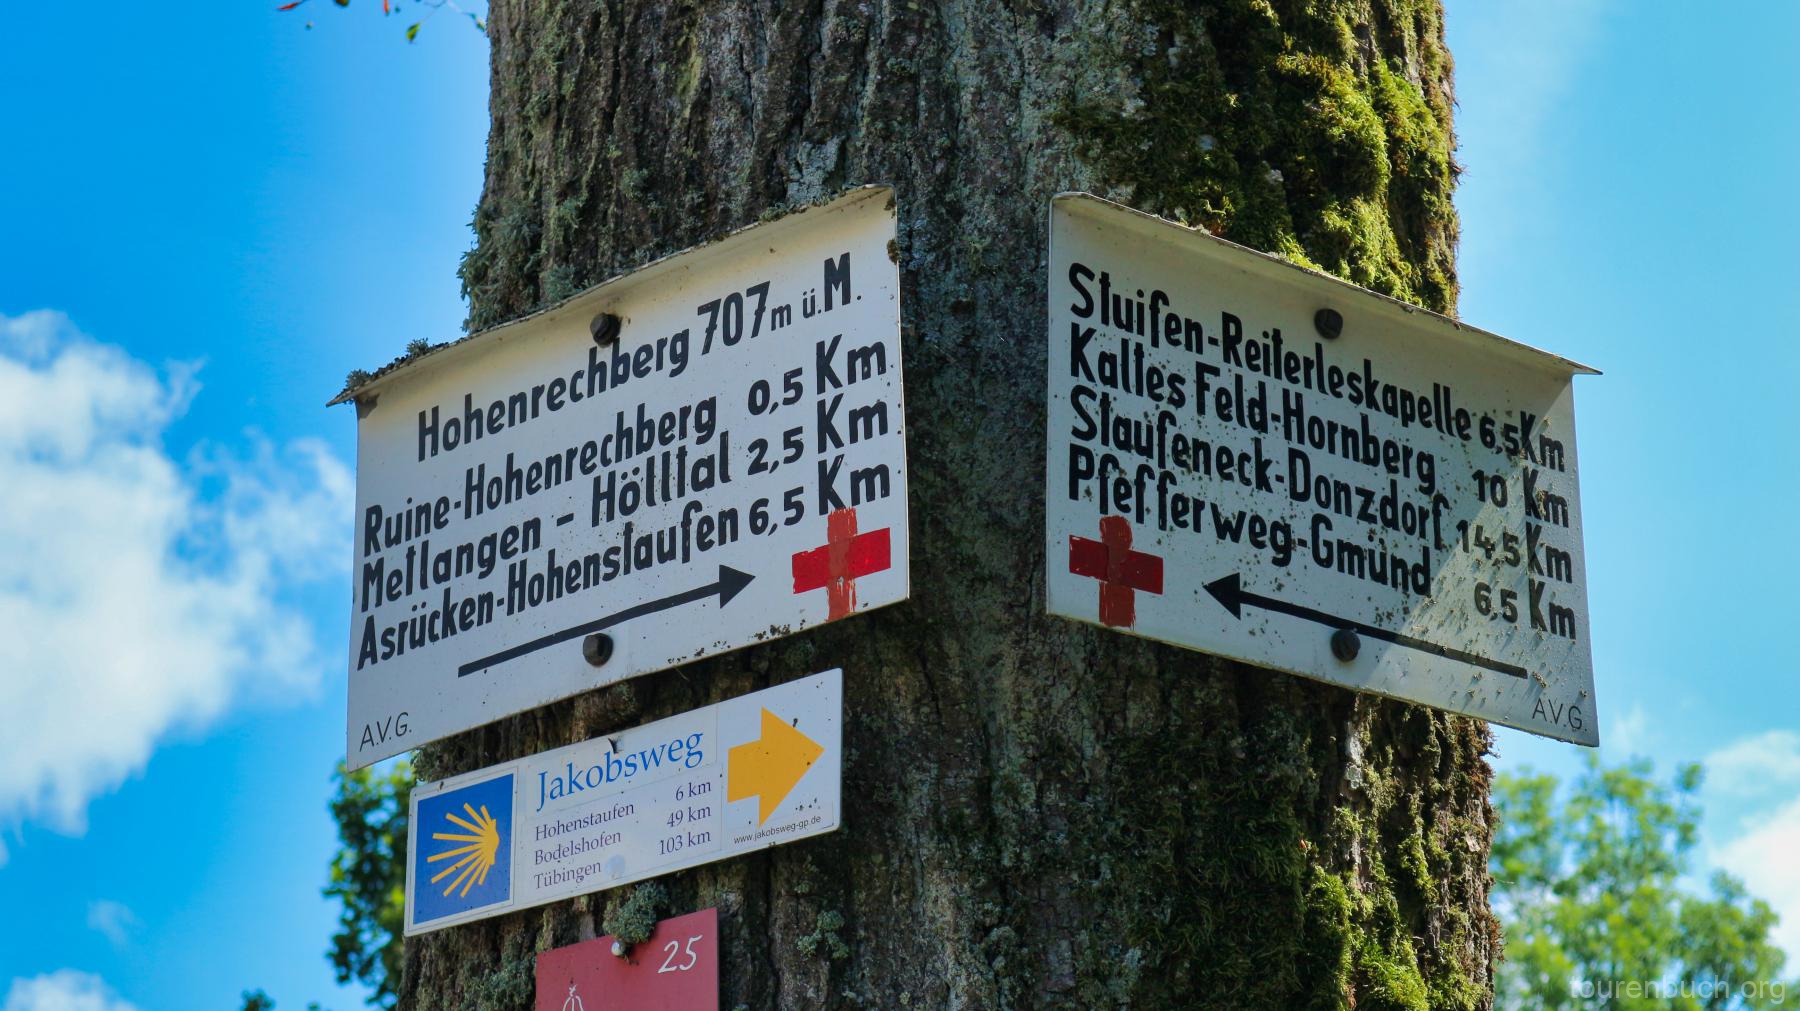 Hohenrechberg 707 m ü. M.
Ruine-Hohenrechberg 0,5 Km
Metlangen - Hölltal 2,5 Km
Asrücken-Hohenstaufen 6,5 Km
A.V.G.
Stuifen-Reiterleskapelle 6,5 Km
Kaltes Feld-Hornberg 10 Km
Staufeneck-Donzdorf 14,5 Km
Pfefferweg-Gmünd 6,5 Km
A.V.G.
Jakobsweg
Hohenstaufen 6 km
Bodelshofen 49 km
Tübingen 103 km
www.jakobsweg-gp.de
25
tourenbuch.org